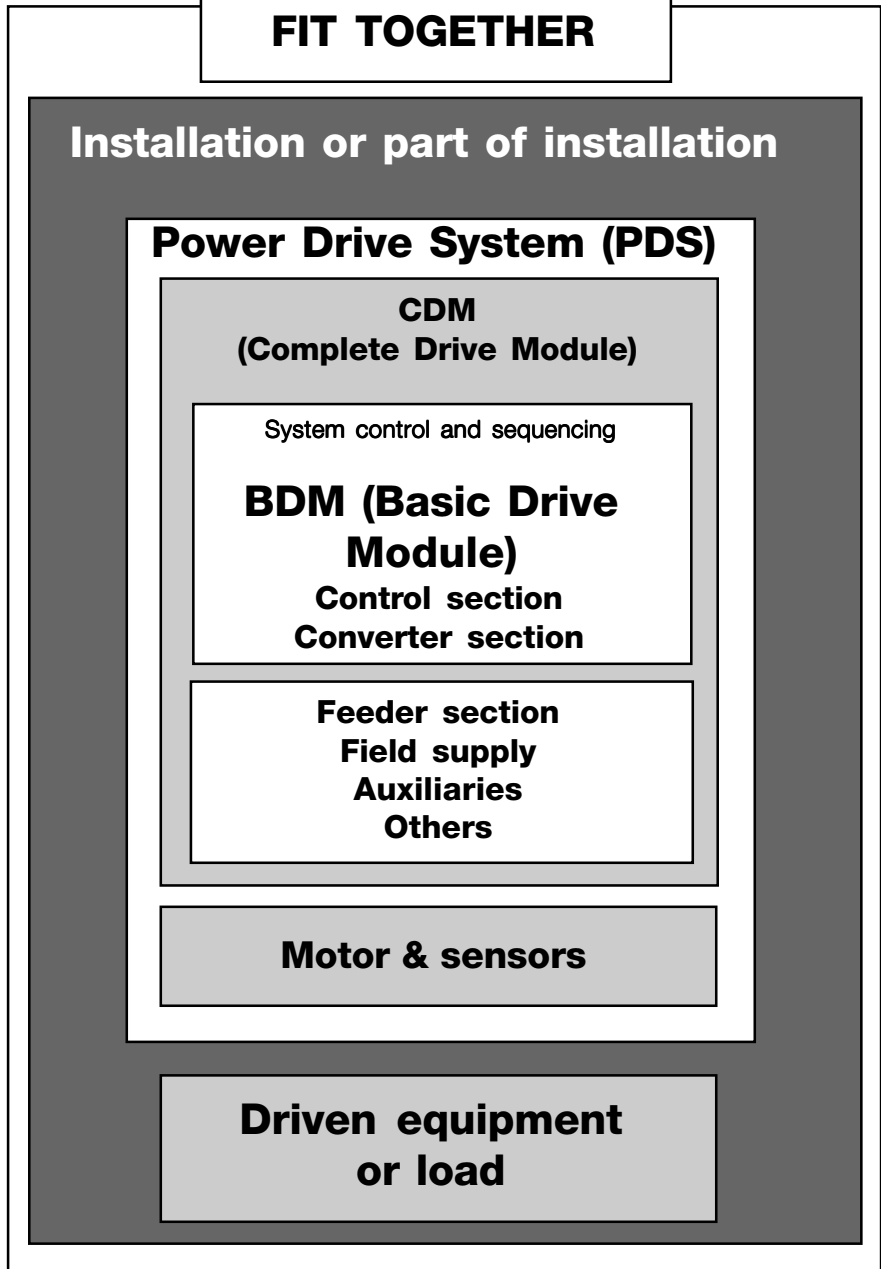 FIT TOGETHER
Installation or part of installation
Power Drive System (PDS)
CDM
(Complete Drive Module)
System control and sequencing
BDM (Basic Drive
Module)
Control section
Converter section
Feeder section
Field supply
Auxiliaries
Others
Motor & sensors
Driven equipment
or load